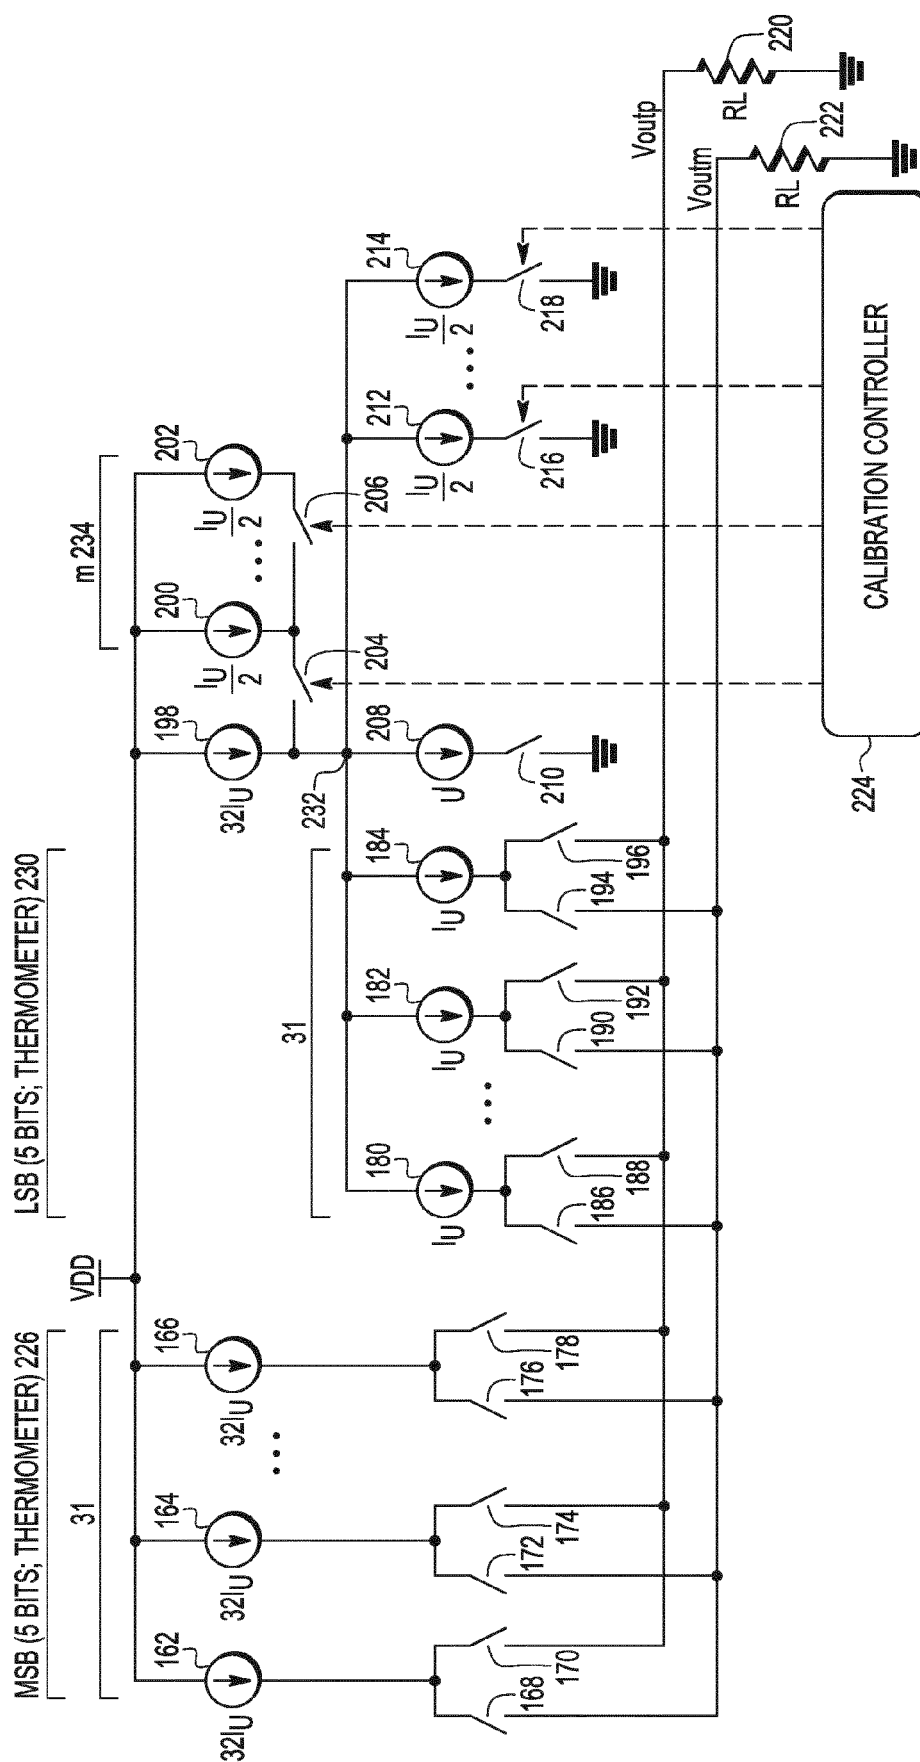 MSB (5 BITS; THERMOMETER) 226
LSB (5 BITS; THERMOMETER) 230
31
VDD
m 234
162
164
166
198
200
202
32IU
32IU
32IU
32IU
IU
2
IU
2
204
206
31
232
180
182
184
208
212
214
IU
IU
IU
U
IU
2
IU
2
168
170
172
174
176
178
186
188
190
192
194
196
210
216
218
Voutp
Voutm
RL
220
RL
222
CALIBRATION CONTROLLER
224